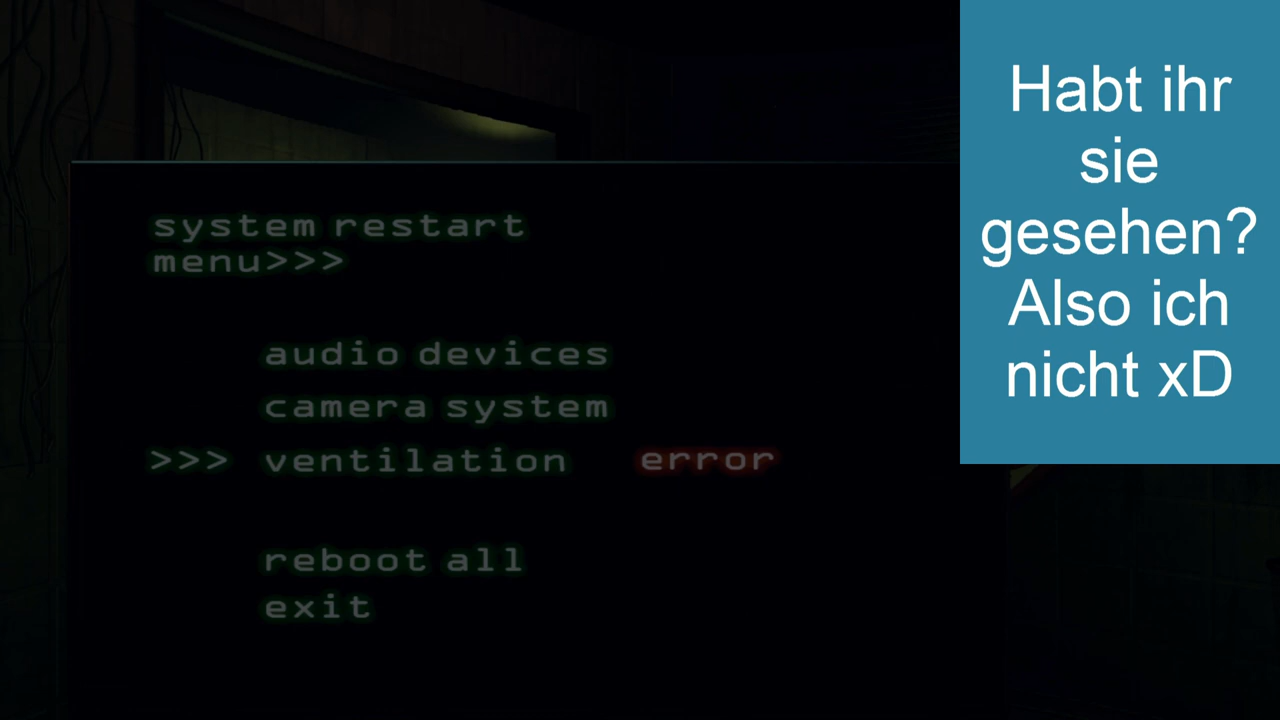 system restart
menu>>>
audio devices
camera system
>>> ventilation error
reboot all
exit
Habt ihr
sie
gesehen?
Also ich
nicht xD